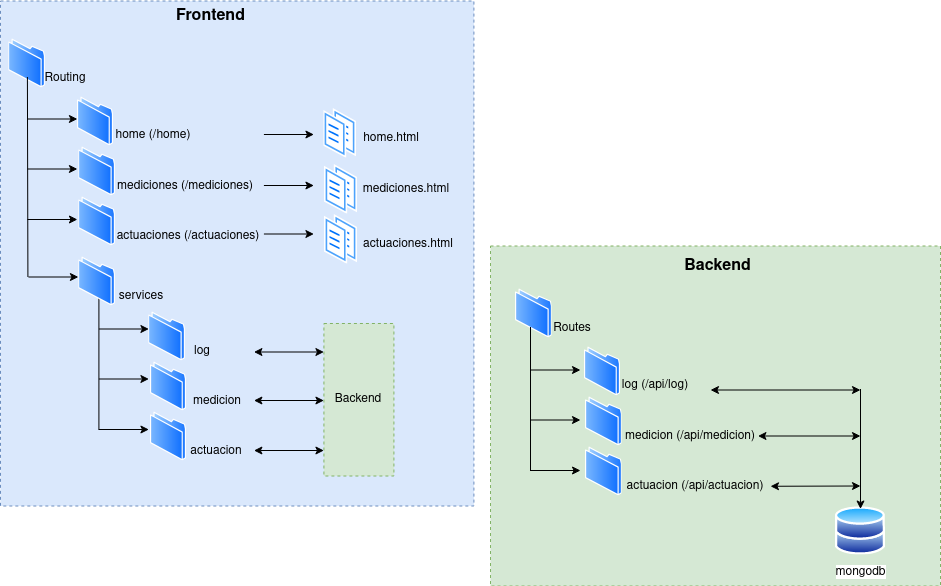 Frontend
Routing
home (/home)
home.html
mediciones (/mediciones)
mediciones.html
actuaciones (/actuaciones)
actuaciones.html
services
log
medicion
actuacion
Backend
Backend
Routes
log (/api/log)
medicion (/api/medicion)
actuacion (/api/actuacion)
mongodb